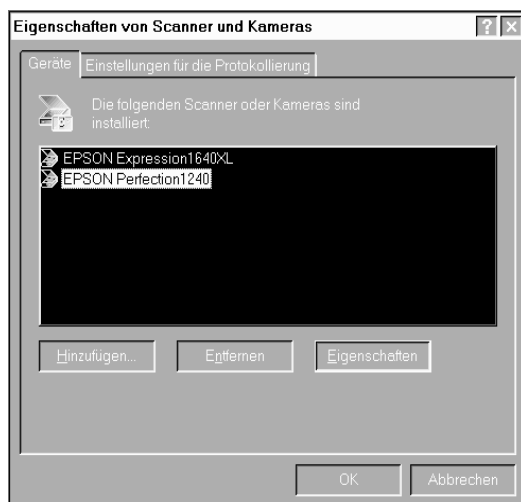 Eigenschaften von Scanner und Kameras
Geräte
Einstellungen für die Protokollierung
Die folgenden Scanner oder Kameras sind
installiert:
EPSON Expression1640XL
EPSON Perfection1240
Hinzufügen...
Entfernen
Eigenschaften
OK
Abbrechen